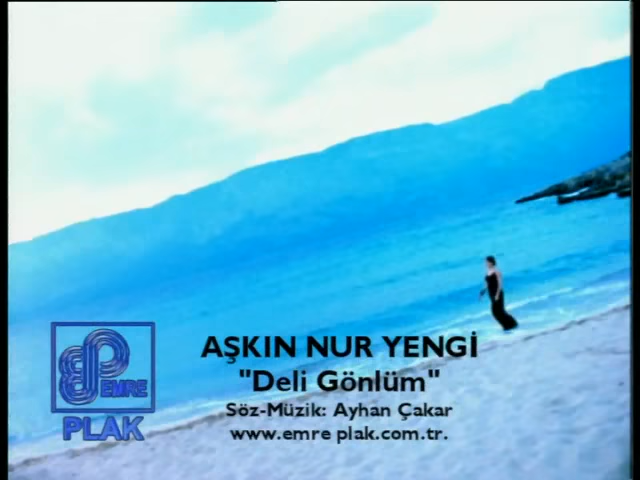 AŞKIN NUR YENGİ
"Deli Gönlüm"
Söz-Müzik: Ayhan Çakar
www.emre plak.com.tr.
EMRE
PLAK